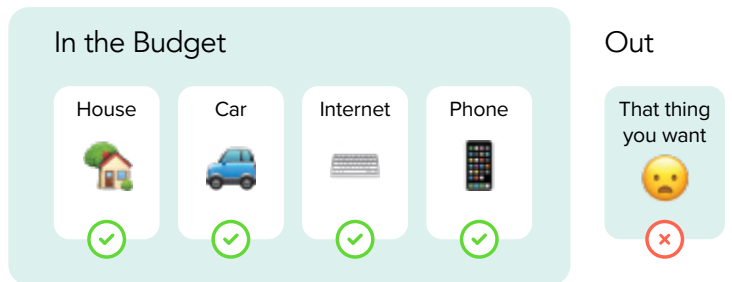 In the Budget
Out
House
Car
Internet
Phone
That thing
you want